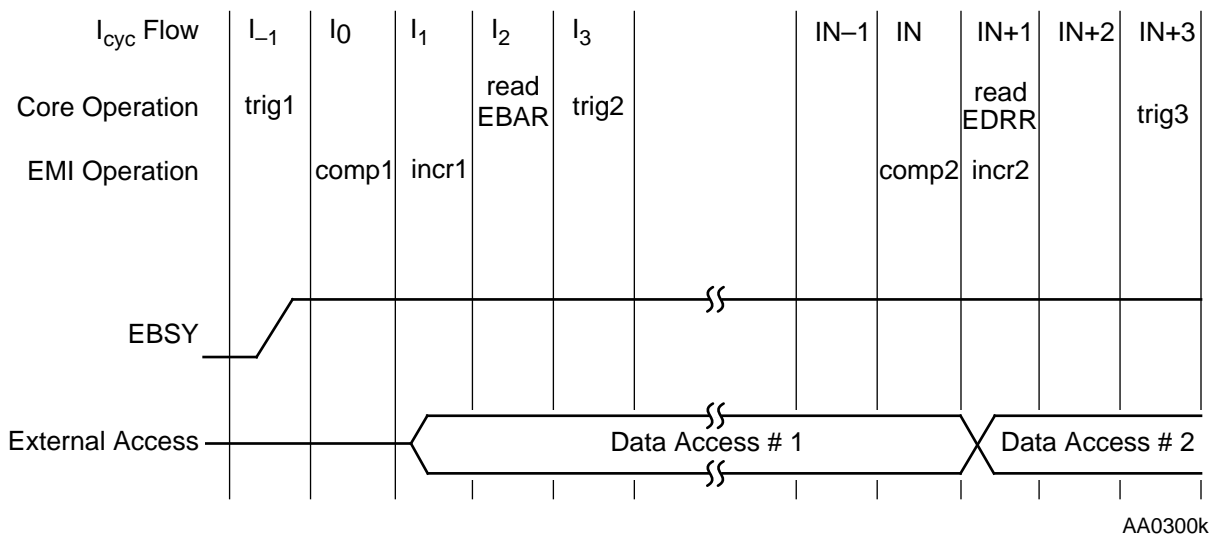 Icyc Flow I–1 I0 I1 I2 I3 IN–1 IN IN+1 IN+2 IN+3
Core Operation trig1 read EBAR trig2 read EDRR trig3
EMI Operation comp1 incr1 comp2 incr2
EBSY
External Access Data Access # 1 Data Access # 2
AA0300k